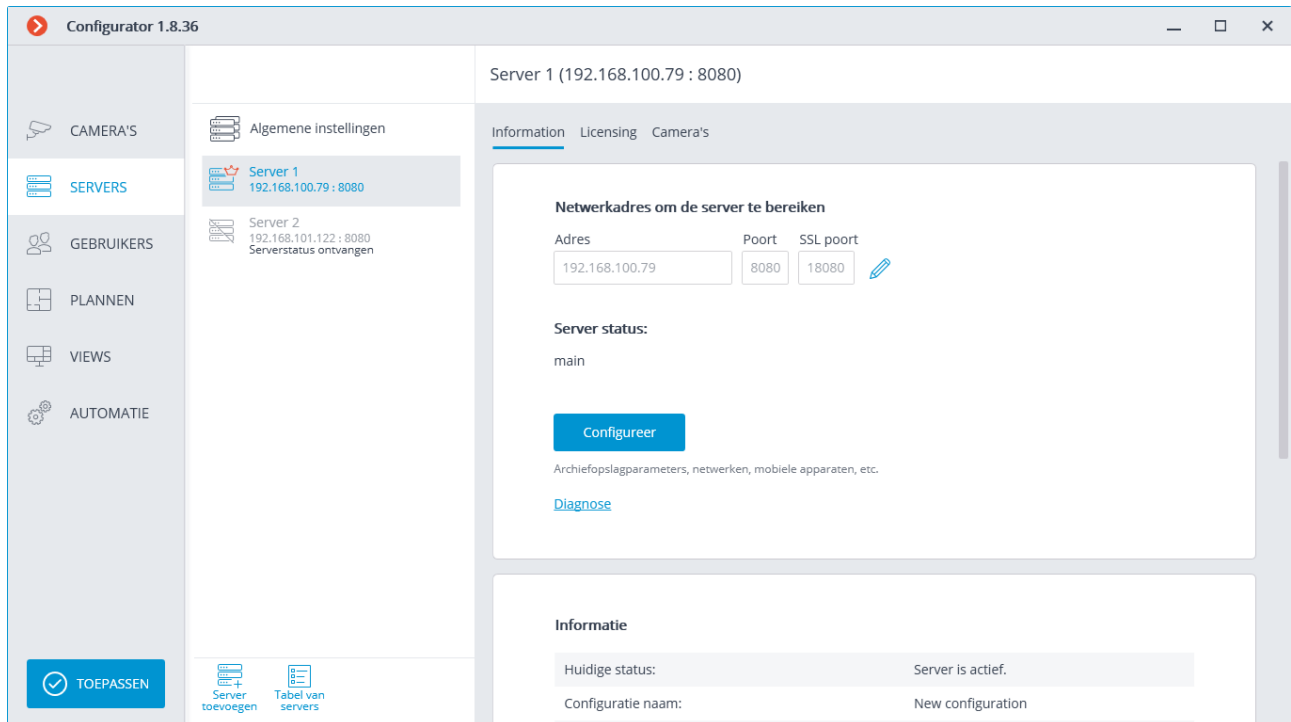 Configurator 1.8.36
CAMERA'S
SERVERS
GEBRUIKERS
PLANNEN
VIEWS
AUTOMATIE
TOEPASSEN
Algemene instellingen
Server 1
192.168.100.79 : 8080
Server 2
192.168.101.122 : 8080
Serverstatus ontvangen
Server toevoegen
Tabel van servers
Server 1 (192.168.100.79 : 8080)
Information Licensing Camera's
Netwerkadres om de server te bereiken
Adres Poort SSL poort
192.168.100.79 8080 18080
Server status:
main
Configureer
Archiefopslagparameters, netwerken, mobiele apparaten, etc.
Diagnose
Informatie
Huidige status: Server is actief.
Configuratie naam: New configuration